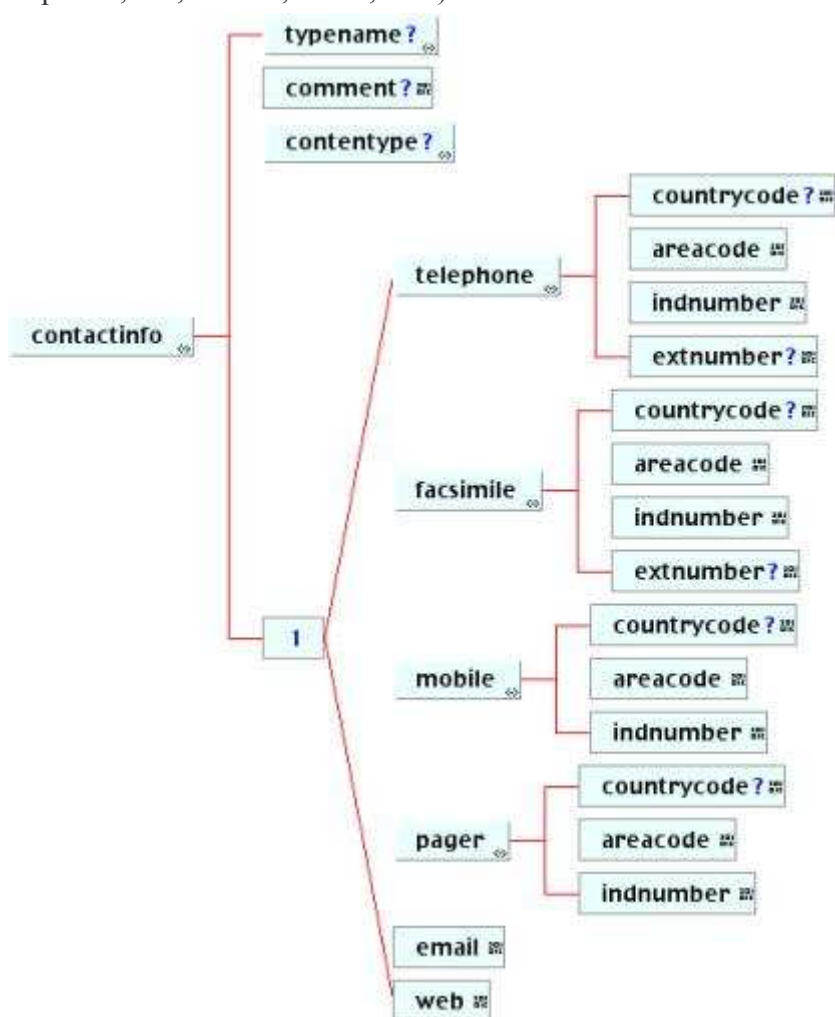 typename?
comment?
contentype?
contactinfo
1
telephone
countrycode?
areacode
indnumber
extnumber?
facsimile
countrycode?
areacode
indnumber
extnumber?
mobile
countrycode?
areacode
indnumber
pager
countrycode?
areacode
indnumber
email
web